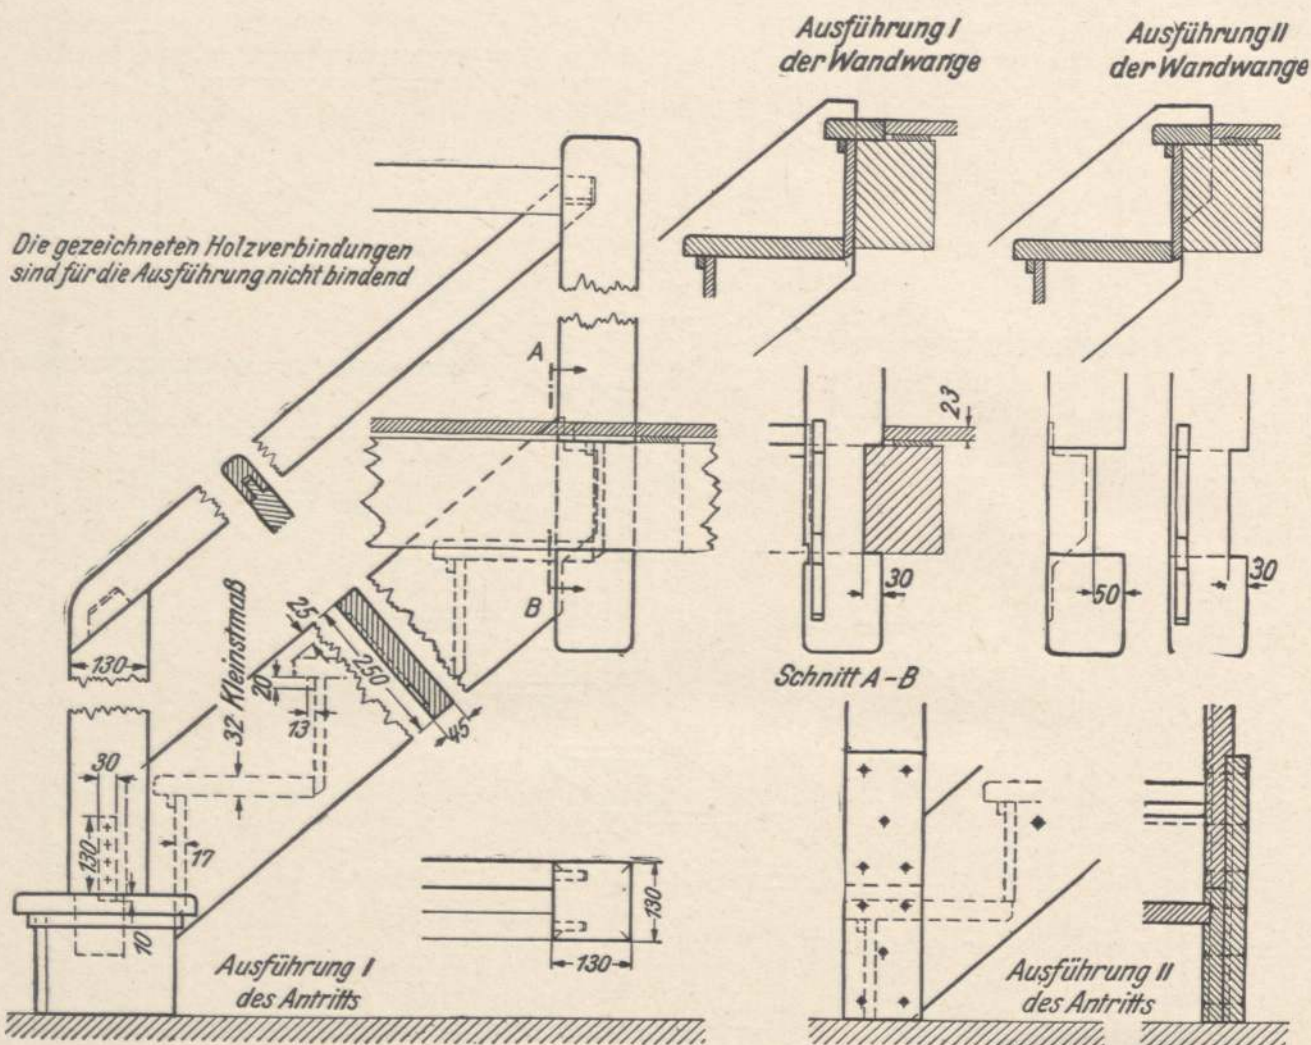 Ausführung I
der Wandwange
Ausführung II
der Wandwange
Die gezeichneten Holzverbindungen
sind für die Ausführung nicht bindend
A
B
23
30
50
30
Schnitt A-B
130
25
250
45
20
13
32 Kleinstmaß
30
130
17
10
130
130
Ausführung I
des Antritts
Ausführung II
des Antritts